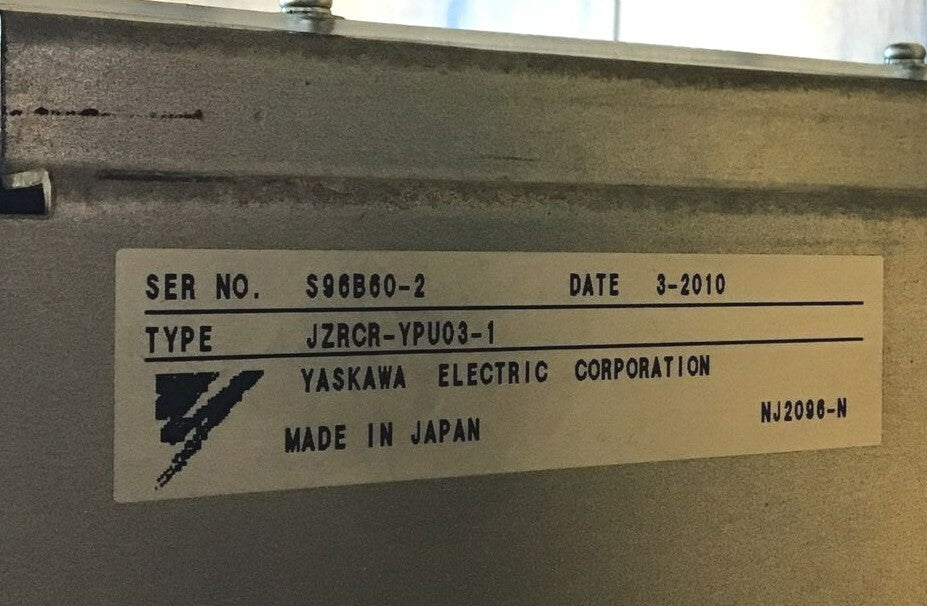 SER NO. S96B60-2 DATE 3-2010
TYPE JZRCR-YPU03-1
YASKAWA ELECTRIC CORPORATION
MADE IN JAPAN NJ2096-N